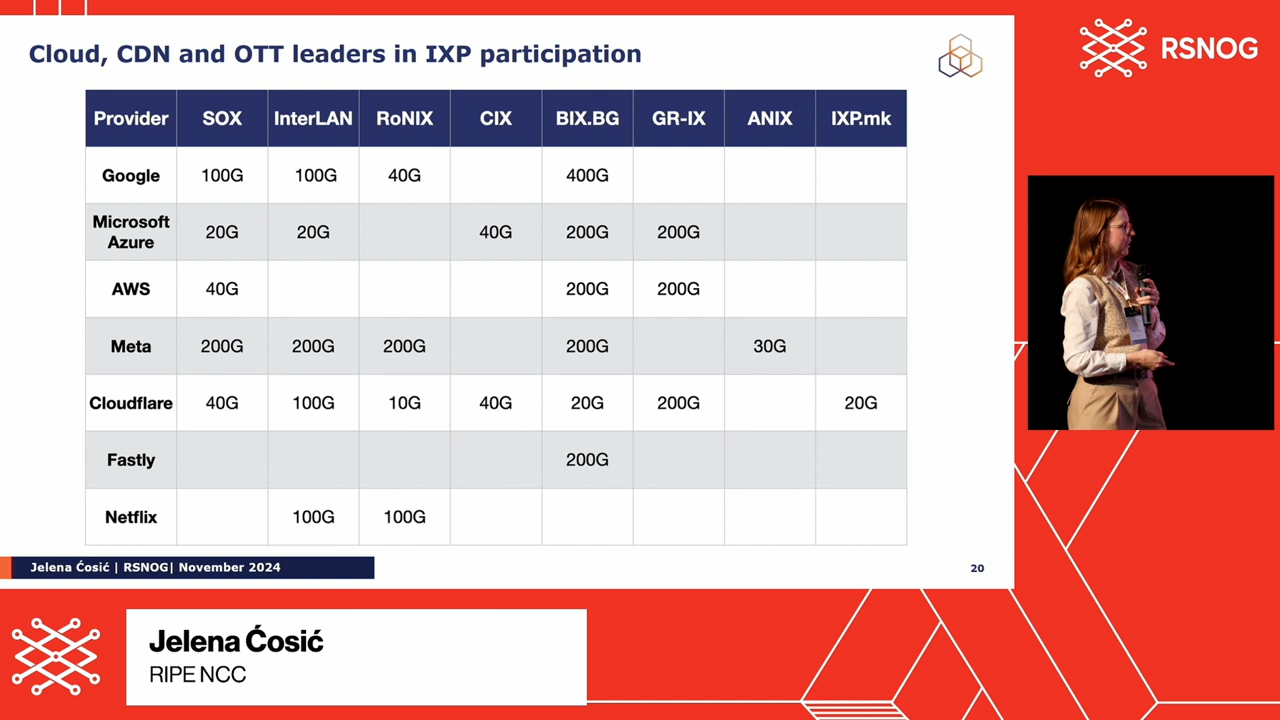 Cloud, CDN and OTT leaders in IXP participation
RSNOG
Provider SOX InterLAN RoNIX CIX BIX.BG GR-IX ANIX IXP.mk
Google 100G 100G 40G 400G
Microsoft
Azure 20G 20G 40G 200G 200G
AWS 40G 200G 200G
Meta 200G 200G 200G 200G 30G
Cloudflare 40G 100G 10G 40G 20G 200G 20G
Fastly 200G
Netflix 100G 100G
Jelena Ćosić | RSNOG| November 2024
20
Jelena Ćosić
RIPE NCC